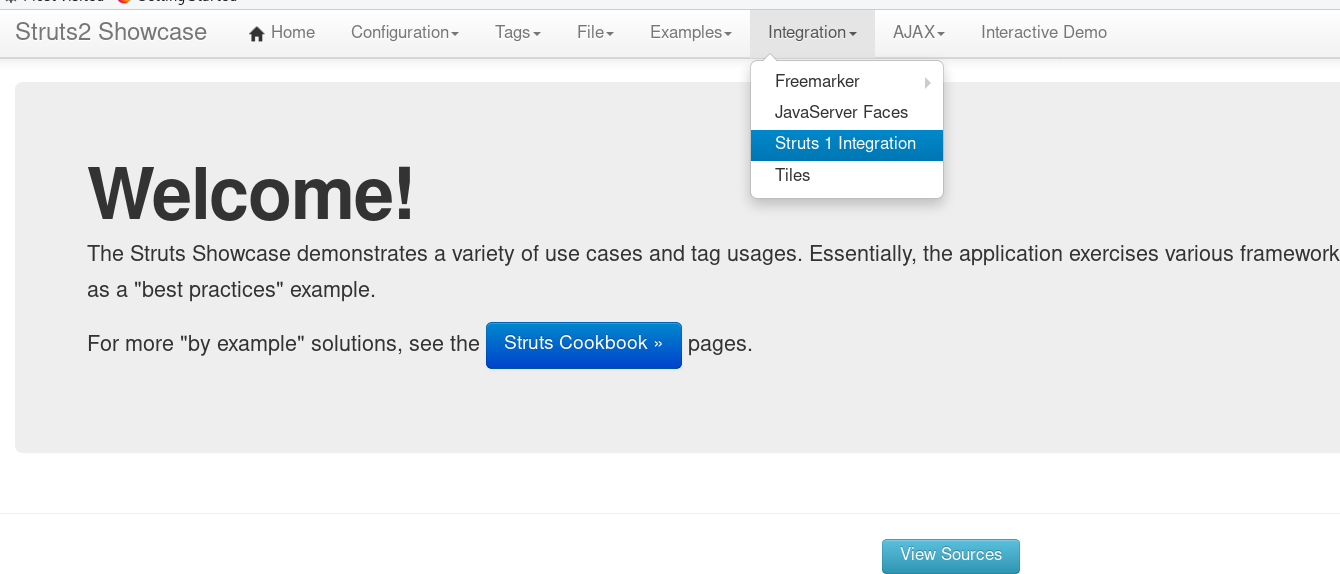 Struts2 Showcase Home Configuration Tags File Examples Integration AJAX Interactive Demo
Freemarker
JavaServer Faces
Struts 1 Integration
Tiles
Welcome!
The Struts Showcase demonstrates a variety of use cases and tag usages. Essentially, the application exercises various framework
as a "best practices" example.
For more "by example" solutions, see the Struts Cookbook » pages.
View Sources